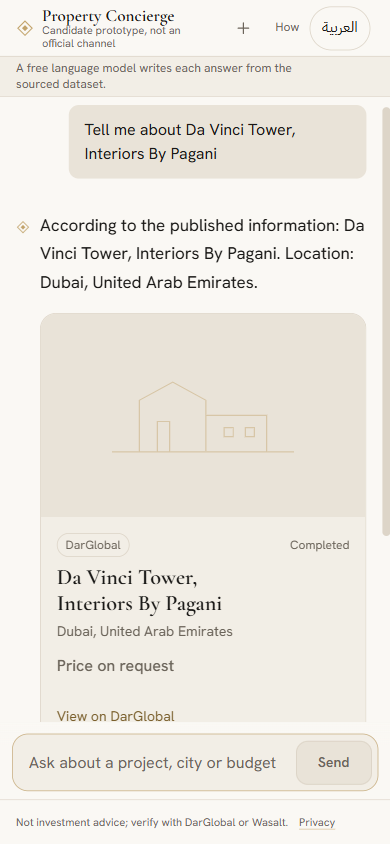 Property Concierge
Candidate prototype, not an
official channel
+
How
العربية
A free language model writes each answer from the
sourced dataset.
Tell me about Da Vinci Tower,
Interiors By Pagani
According to the published information: Da
Vinci Tower, Interiors By Pagani. Location:
Dubai, United Arab Emirates.
DarGlobal
Completed
Da Vinci Tower,
Interiors By Pagani
Dubai, United Arab Emirates
Price on request
View on DarGlobal
Ask about a project, city or budget
Send
Not investment advice; verify with DarGlobal or Wasalt.
Privacy